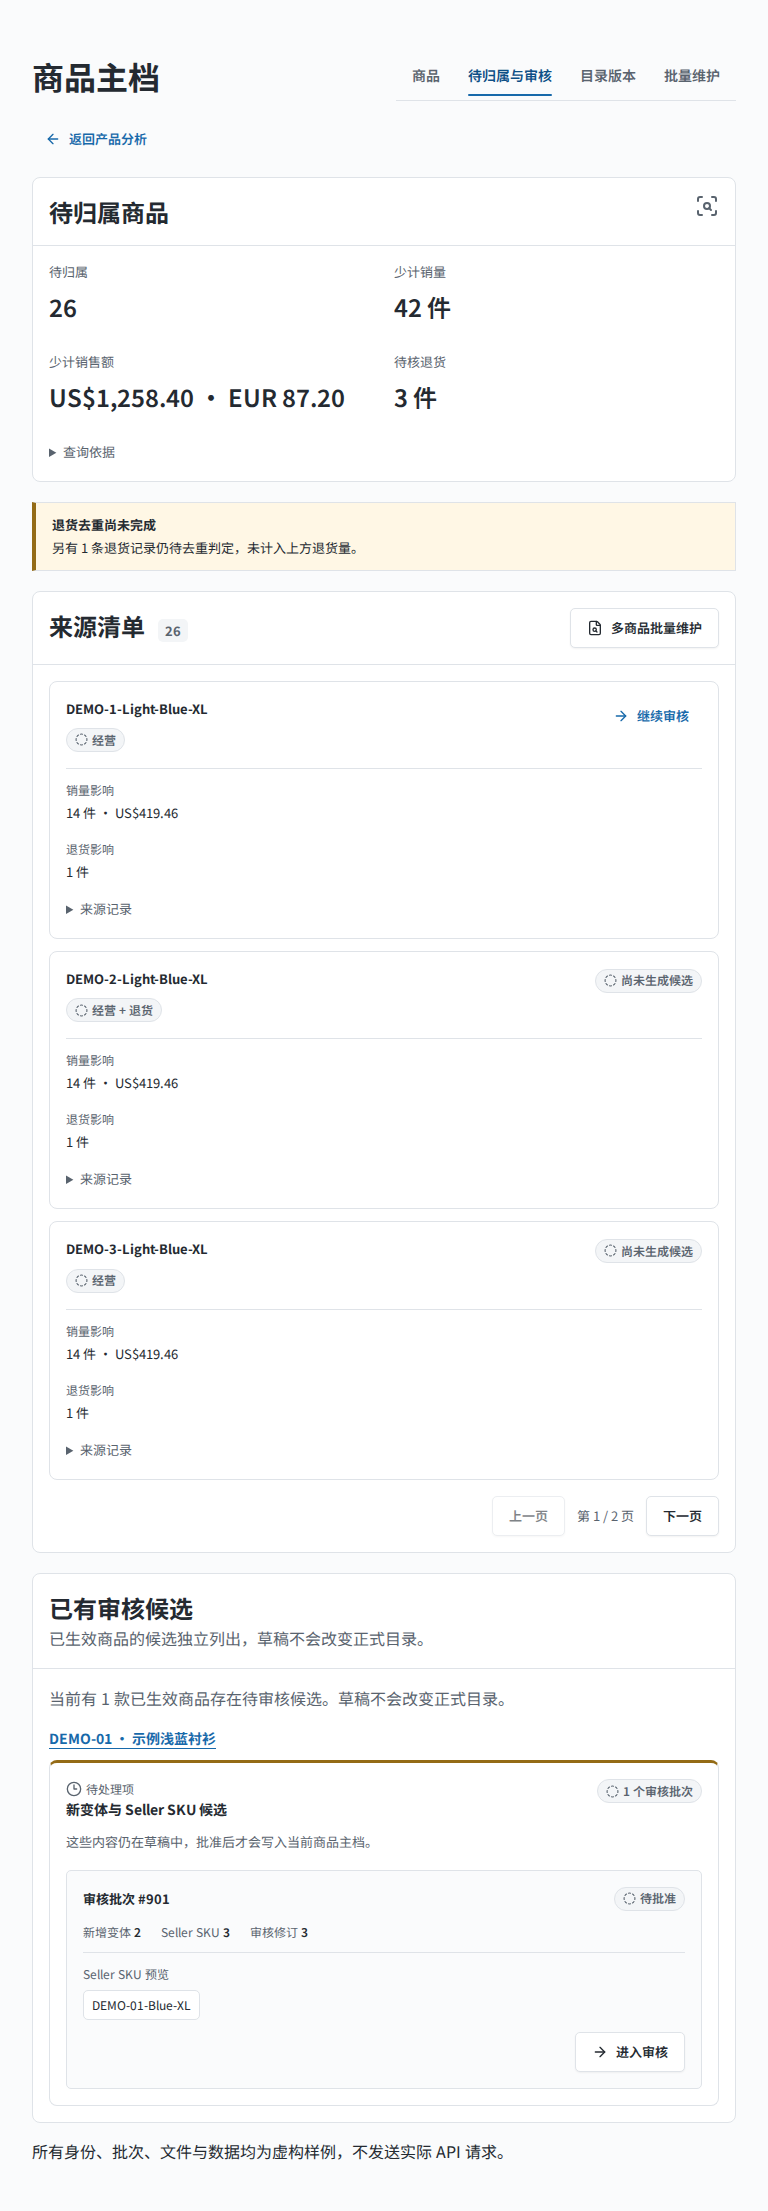 商品主档
商品 待归属与审核 目录版本 批量维护
返回产品分析
待归属商品
待归属 少计销量
26 42 件
少计销售额 待核退货
US$1,258.40 · EUR 87.20 3 件
查询依据
退货去重尚未完成
另有 1 条退货记录仍待去重判定，未计入上方退货量。
来源清单 26 多商品批量维护
DEMO-1-Light-Blue-XL
继续审核
经营
销量影响
14 件 · US$419.46
退货影响
1 件
来源记录
DEMO-2-Light-Blue-XL 尚未生成候选
经营 + 退货
销量影响
14 件 · US$419.46
退货影响
1 件
来源记录
DEMO-3-Light-Blue-XL 尚未生成候选
经营
销量影响
14 件 · US$419.46
退货影响
1 件
来源记录
上一页 第 1 / 2 页 下一页
已有审核候选
已生效商品的候选独立列出，草稿不会改变正式目录。
当前有 1 款已生效商品存在待审核候选。草稿不会改变正式目录。
DEMO-01 · 示例浅蓝衬衫
待处理项 1 个审核批次
新变体与 Seller SKU 候选
这些内容仍在草稿中，批准后才会写入当前商品主档。
审核批次 #901 待批准
新增变体 2 Seller SKU 3 审核修订 3
Seller SKU 预览
DEMO-01-Blue-XL
进入审核
所有身份、批次、文件与数据均为虚构样例，不发送实际 API 请求。